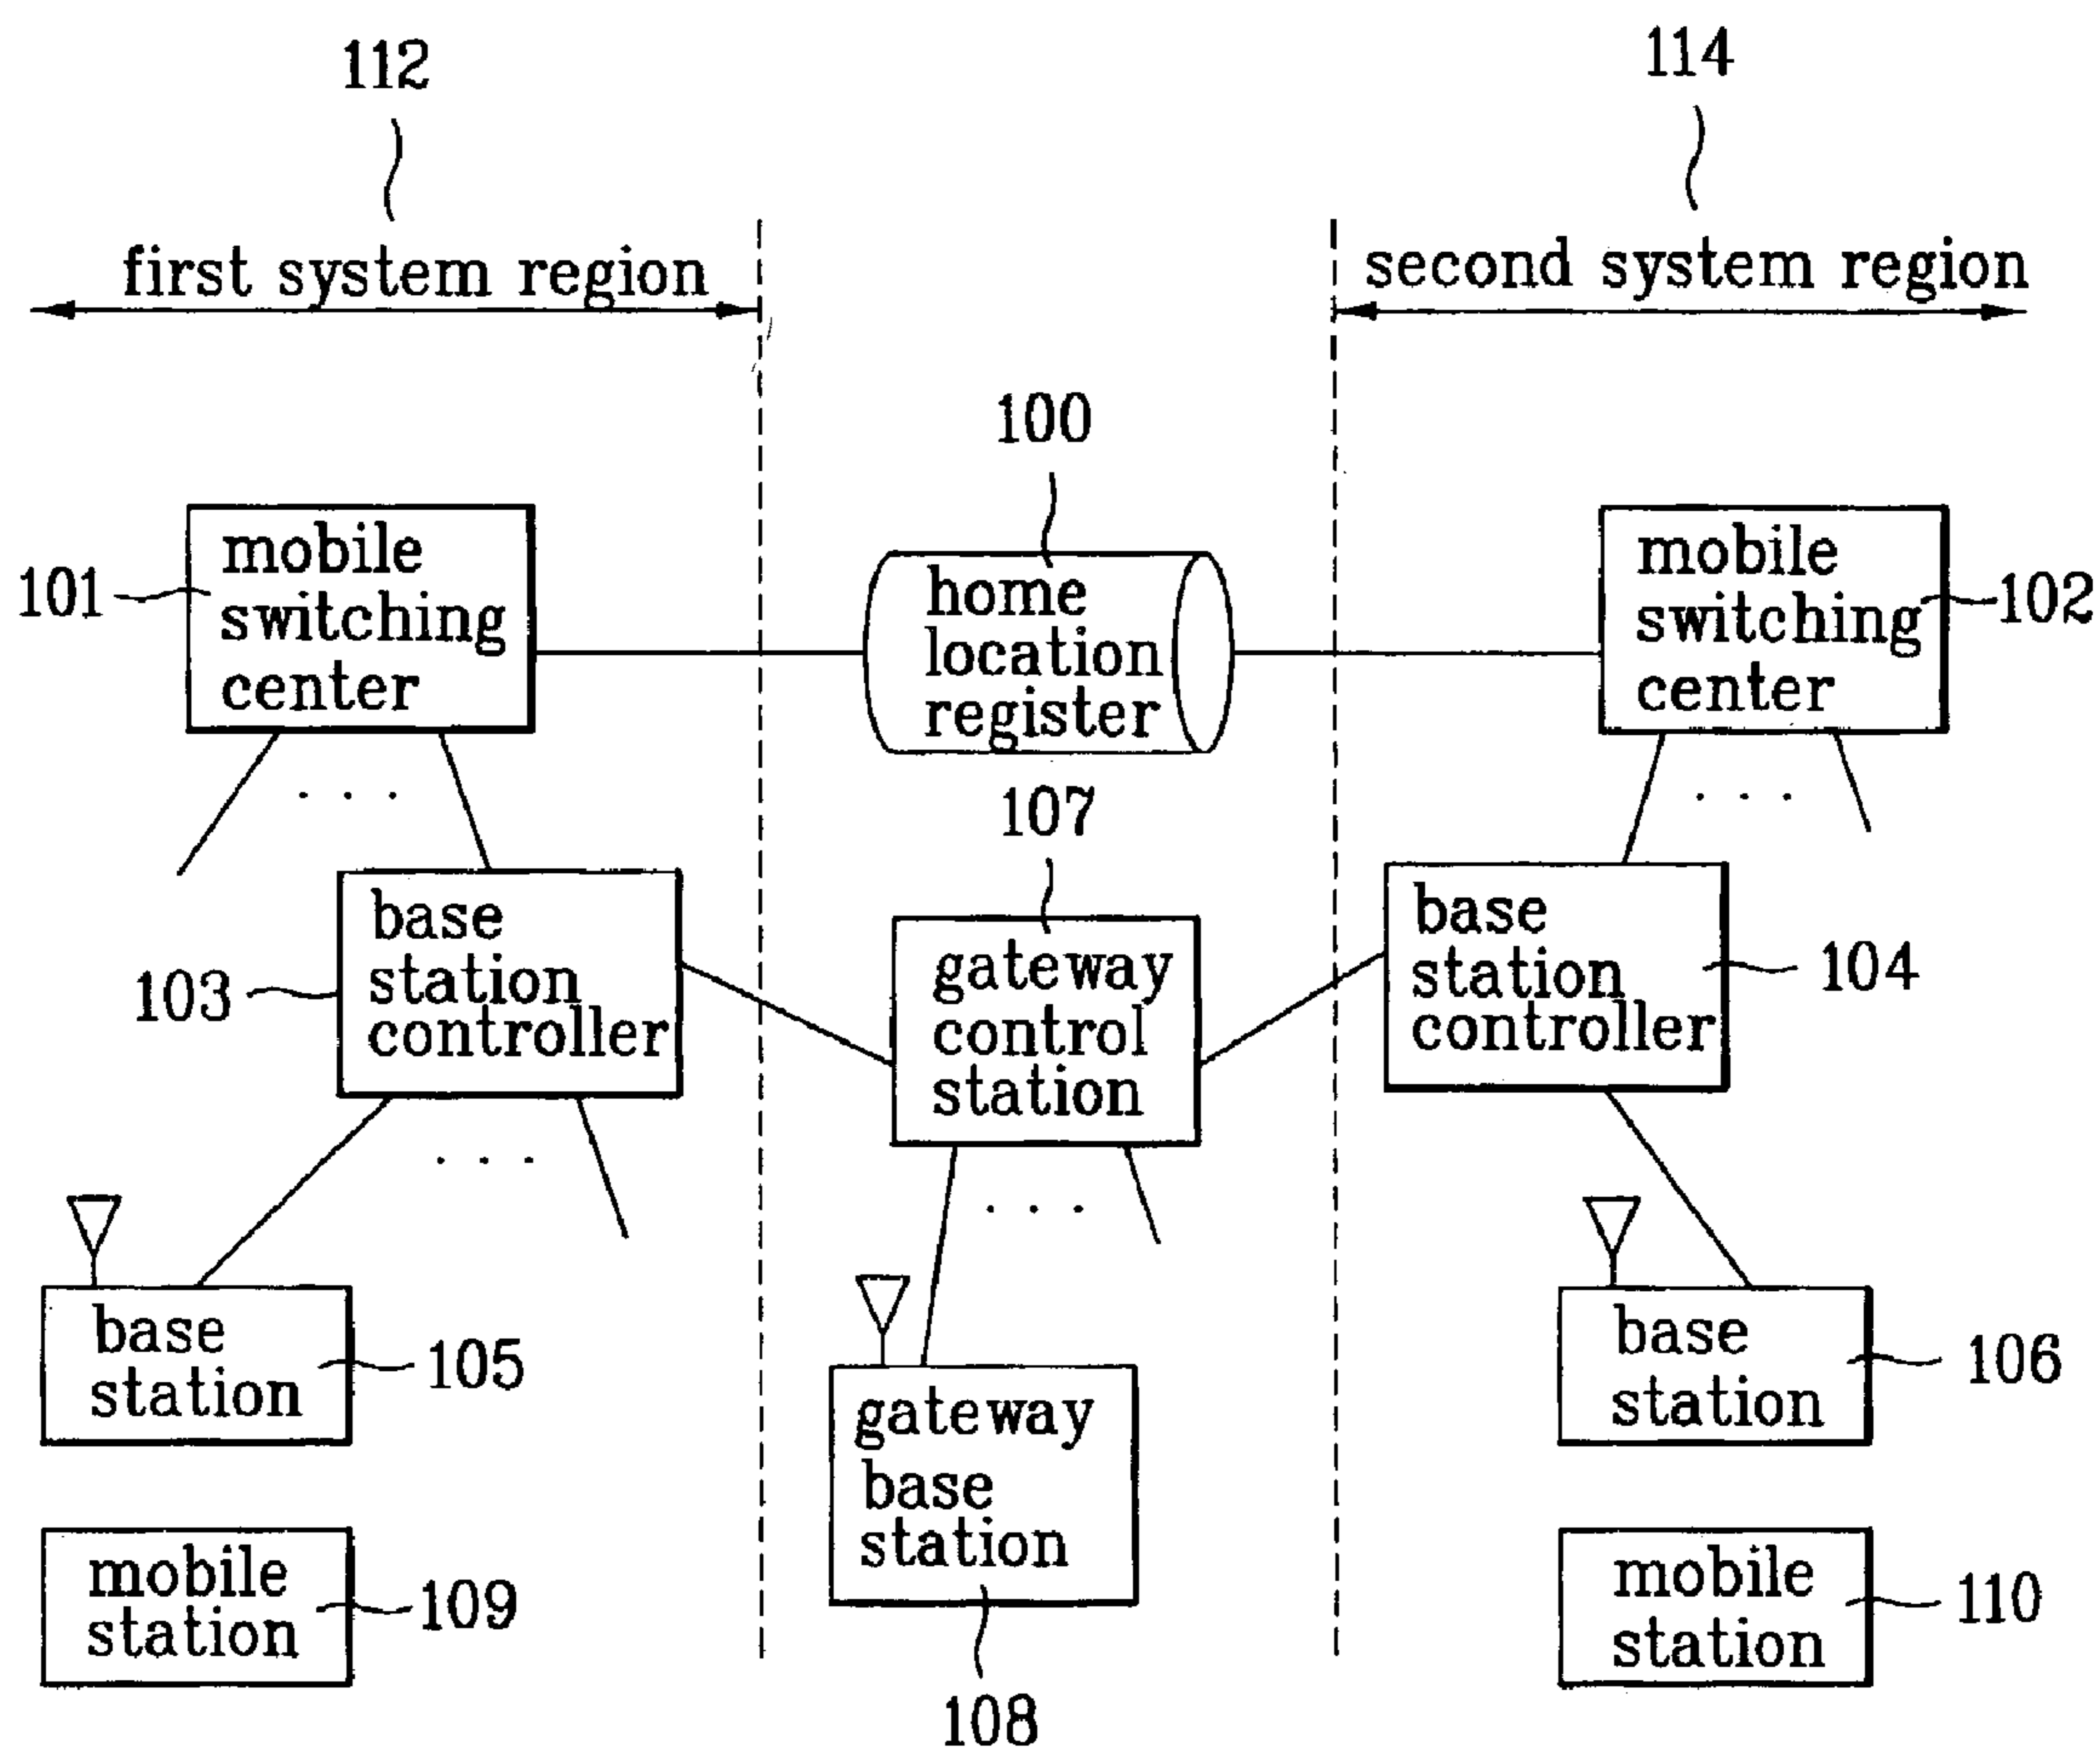 112
114
first system region
second system region
100
101
mobile
switching
center
home
location
register
mobile
switching
center
102
. . .
107
. . .
103
base
station
controller
gateway
control
station
base
station
controller
104
. . .
. . .
base
station
105
gateway
base
station
base
station
106
mobile
station
109
mobile
station
110
108